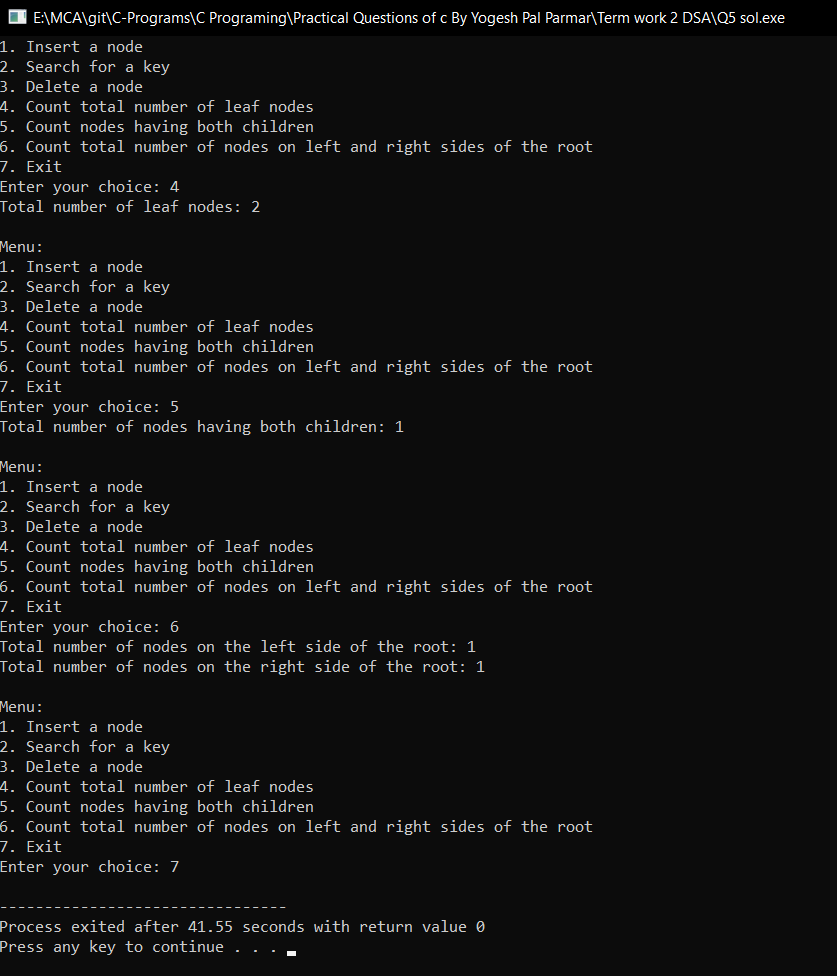 E:\MCA\git\C-Programs\C Programing\Practical Questions of c By Yogesh Pal Parmar\Term work 2 DSA\Q5 sol.exe
1. Insert a node
2. Search for a key
3. Delete a node
4. Count total number of leaf nodes
5. Count nodes having both children
6. Count total number of nodes on left and right sides of the root
7. Exit
Enter your choice: 4
Total number of leaf nodes: 2

Menu:
1. Insert a node
2. Search for a key
3. Delete a node
4. Count total number of leaf nodes
5. Count nodes having both children
6. Count total number of nodes on left and right sides of the root
7. Exit
Enter your choice: 5
Total number of nodes having both children: 1

Menu:
1. Insert a node
2. Search for a key
3. Delete a node
4. Count total number of leaf nodes
5. Count nodes having both children
6. Count total number of nodes on left and right sides of the root
7. Exit
Enter your choice: 6
Total number of nodes on the left side of the root: 1
Total number of nodes on the right side of the root: 1

Menu:
1. Insert a node
2. Search for a key
3. Delete a node
4. Count total number of leaf nodes
5. Count nodes having both children
6. Count total number of nodes on left and right sides of the root
7. Exit
Enter your choice: 7

--------------------------------
Process exited after 41.55 seconds with return value 0
Press any key to continue . . .